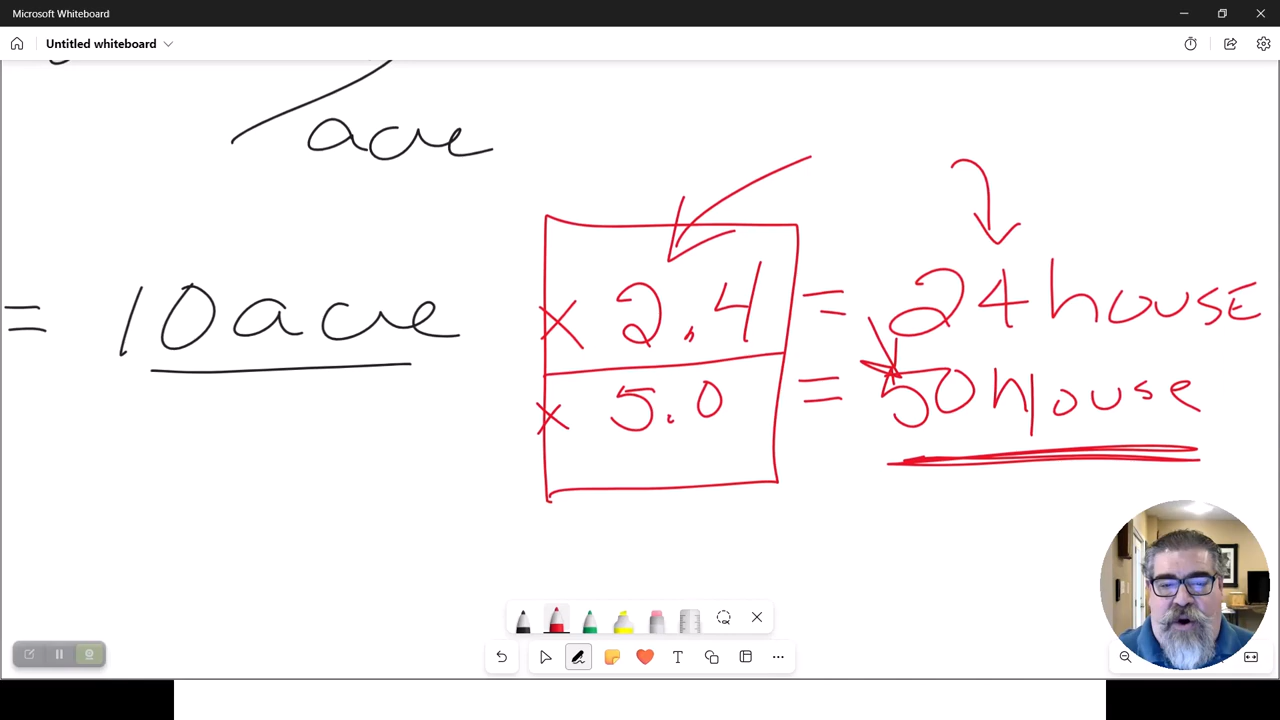 Microsoft Whiteboard
Untitled whiteboard
acre
= 10 acre
x 2.4 = 24 house
x 5.0 = 50 house